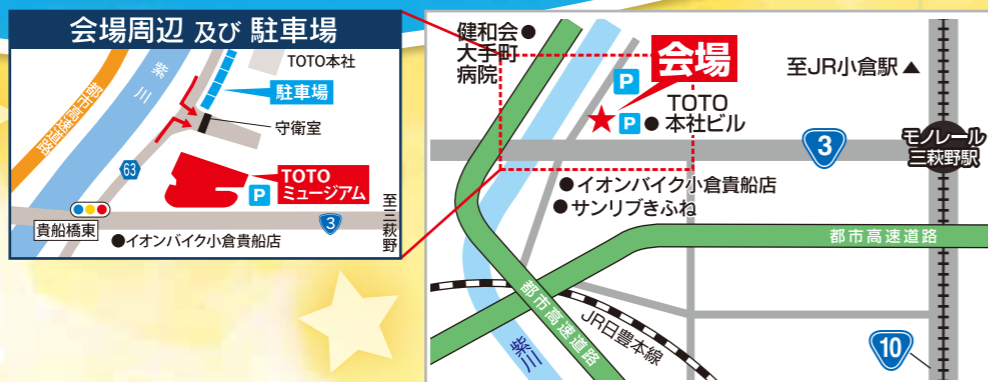 会場周辺 及び 駐車場
TOTO本社
駐車場
紫川
都市高速道路
守衛室
63
TOTO
ミュージアム
P
至三萩野
3
貴船橋東
●イオンバイク小倉貴船店
健和会●
大手町
病院
P
会場
至JR小倉駅▲
★ P ● TOTO
本社ビル
3
モノレール
三萩野駅
●イオンバイク小倉貴船店
●サンリブきふね
都市高速道路
都市高速道路
JR日豊本線
紫川
10